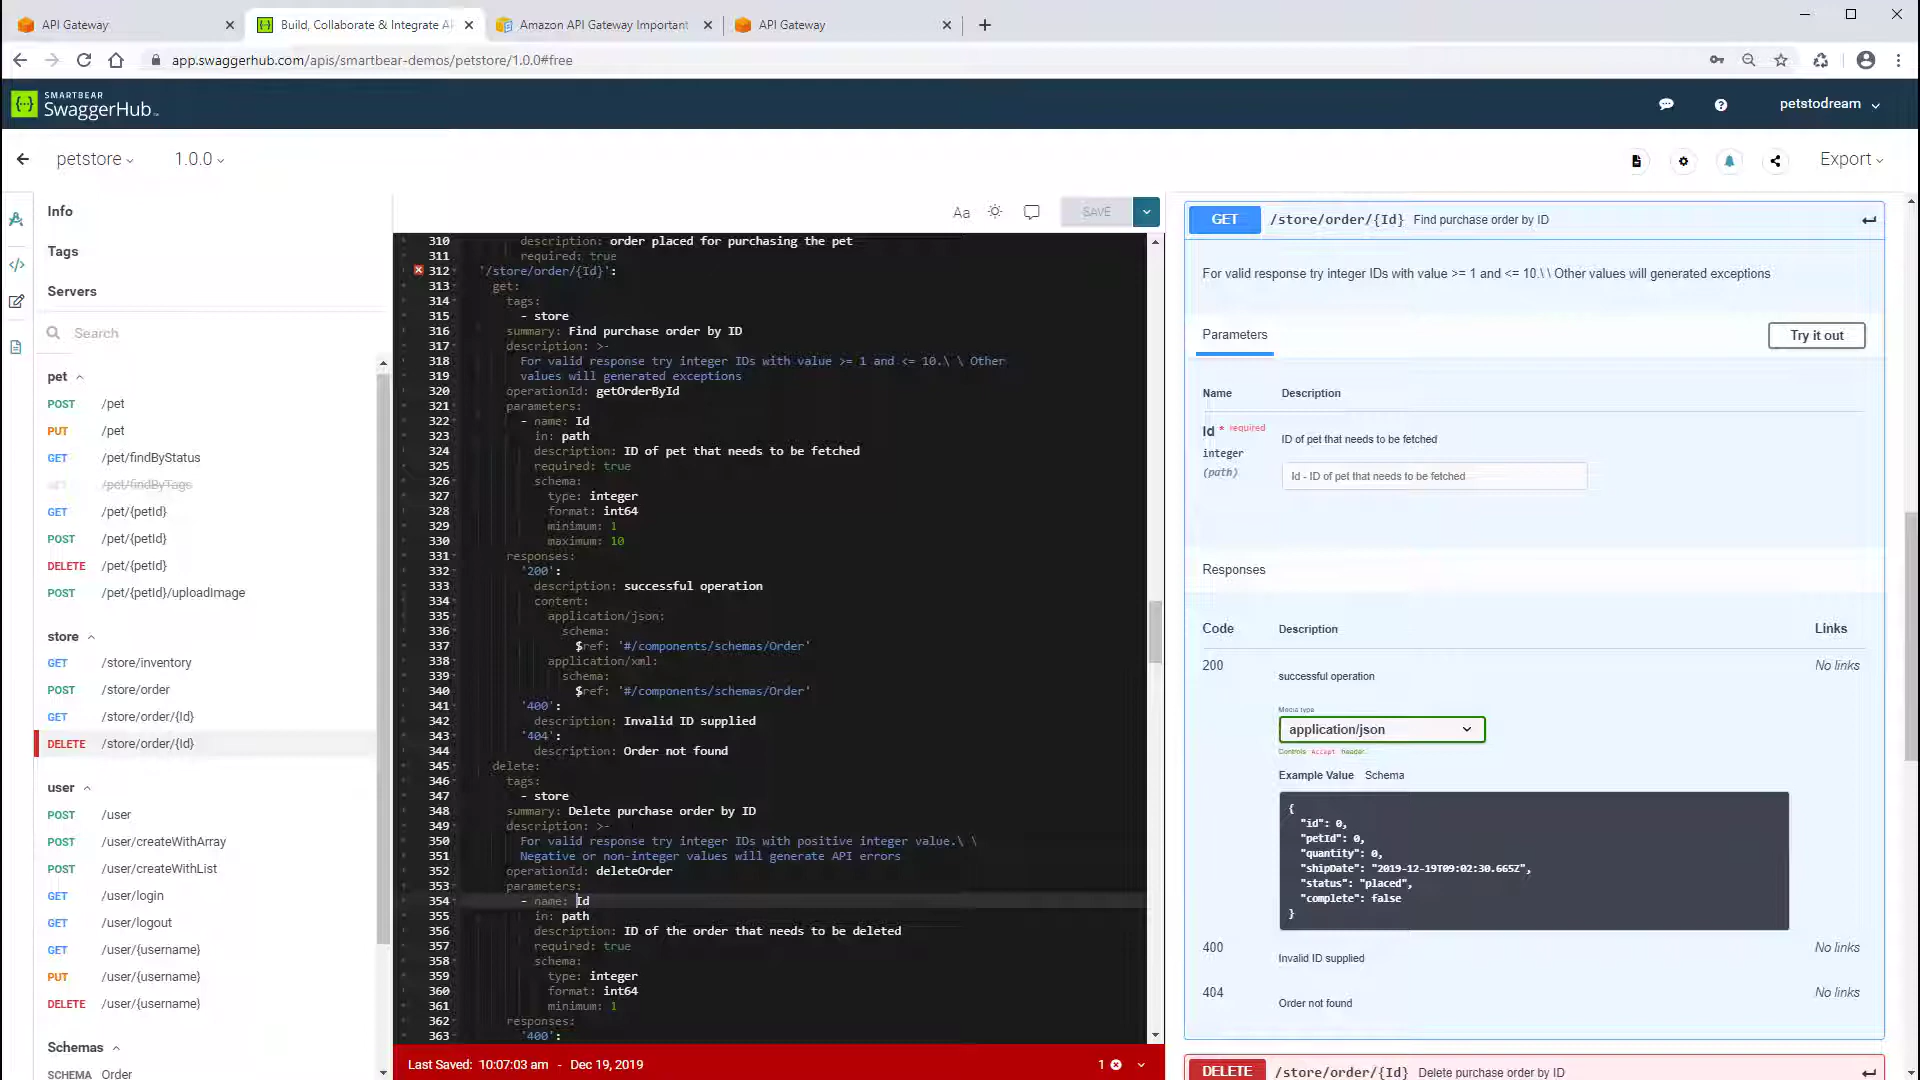 API Gateway
Build, Collaborate & Integrate AP
Amazon API Gateway Important
API Gateway
app.swaggerhub.com/apis/smartbear-demos/petstore/1.0.0#free
SMARTBEAR
SwaggerHub
petstodream
petstore
1.0.0
Export
Info
Tags
Servers
Search
pet
POST /pet
PUT /pet
GET /pet/findByStatus
GET /pet/findByTags
GET /pet/{petId}
POST /pet/{petId}
DELETE /pet/{petId}
POST /pet/{petId}/uploadImage
store
GET /store/inventory
POST /store/order
GET /store/order/{Id}
DELETE /store/order/{Id}
user
POST /user
POST /user/createWithArray
POST /user/createWithList
GET /user/login
GET /user/logout
GET /user/{username}
PUT /user/{username}
DELETE /user/{username}
Schemas
SCHEMA Order
Aa
SAVE
310 description: order placed for purchasing the pet
311 required: true
312 '/store/order/{Id}':
313 get:
314 tags:
315 - store
316 summary: Find purchase order by ID
317 description: >-
318 For valid response try integer IDs with value >= 1 and <= 10.\ \ Other
319 values will generated exceptions
320 operationId: getOrderById
321 parameters:
322 - name: Id
323 in: path
324 description: ID of pet that needs to be fetched
325 required: true
326 schema:
327 type: integer
328 format: int64
329 minimum: 1
330 maximum: 10
331 responses:
332 '200':
333 description: successful operation
334 content:
335 application/json:
336 schema:
337 $ref: '#/components/schemas/Order'
338 application/xml:
339 schema:
340 $ref: '#/components/schemas/Order'
341 '400':
342 description: Invalid ID supplied
343 '404':
344 description: Order not found
345 delete:
346 tags:
347 - store
348 summary: Delete purchase order by ID
349 description: >-
350 For valid response try integer IDs with positive integer value.\ \
351 Negative or non-integer values will generate API errors
352 operationId: deleteOrder
353 parameters:
354 - name: Id
355 in: path
356 description: ID of the order that needs to be deleted
357 required: true
358 schema:
359 type: integer
360 format: int64
361 minimum: 1
362 responses:
363 '400':
Last Saved: 10:07:03 am - Dec 19, 2019
1
GET /store/order/{Id} Find purchase order by ID
For valid response try integer IDs with value >= 1 and <= 10.\ \ Other values will generated exceptions
Parameters
Try it out
Name Description
Id * required
ID of pet that needs to be fetched
integer
(path)
Id - ID of pet that needs to be fetched
Responses
Code Description Links
200 No links
successful operation
Media type
application/json
Controls Accept header.
Example Value Schema
{
"id": 0,
"petId": 0,
"quantity": 0,
"shipDate": "2019-12-19T09:02:30.665Z",
"status": "placed",
"complete": false
}
400 No links
Invalid ID supplied
404 No links
Order not found
DELETE /store/order/{Id} Delete purchase order by ID